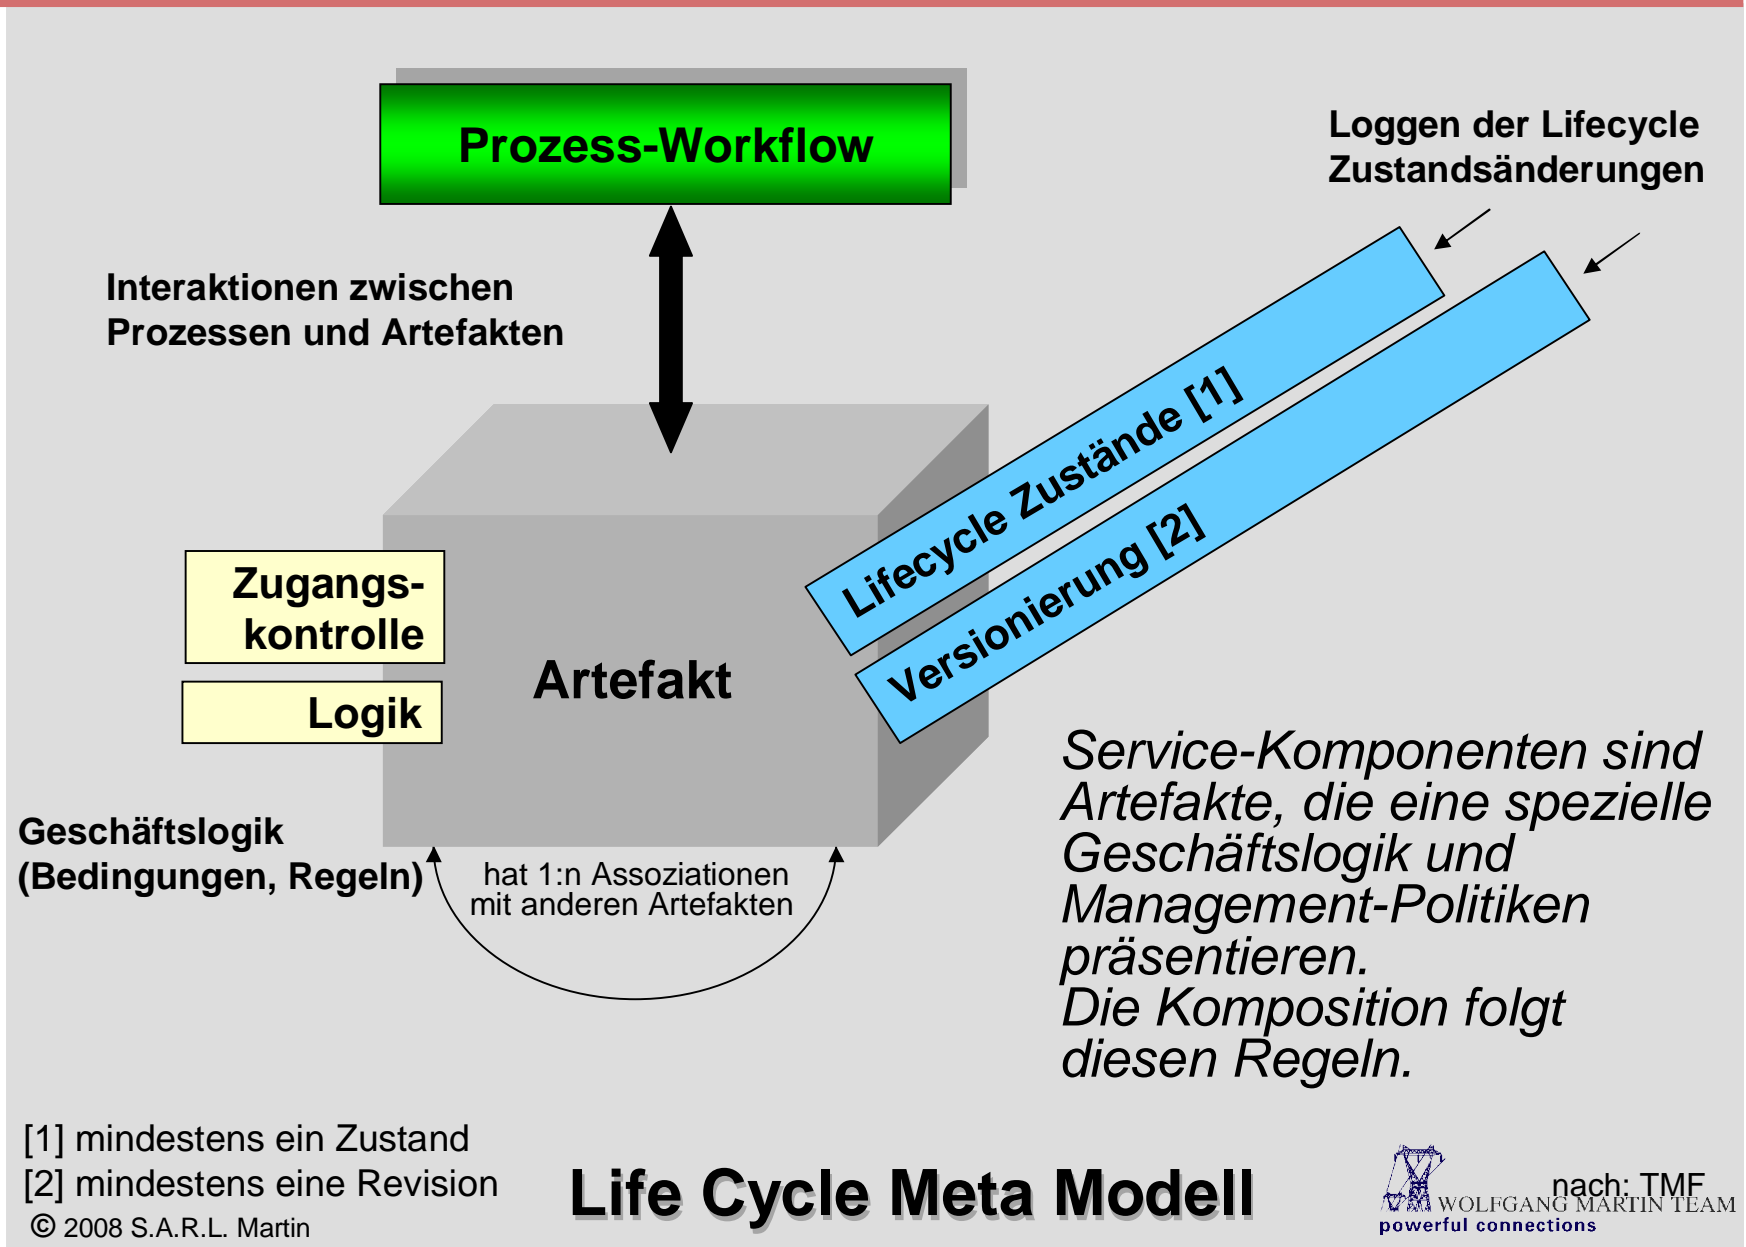 Prozess-Workflow
Loggen der Lifecycle
Zustandsänderungen
Interaktionen zwischen
Prozessen und Artefakten
Lifecycle Zustände [1]
Versionierung [2]
Zugangs-
kontrolle
Logik
Artefakt
Geschäftslogik
(Bedingungen, Regeln)
hat 1:n Assoziationen
mit anderen Artefakten
Service-Komponenten sind
Artefakte, die eine spezielle
Geschäftslogik und
Management-Politiken
präsentieren.
Die Komposition folgt
diesen Regeln.
[1] mindestens ein Zustand
[2] mindestens eine Revision
© 2008 S.A.R.L. Martin
Life Cycle Meta Modell
nach: TMF
WOLFGANG MARTIN TEAM
powerful connections